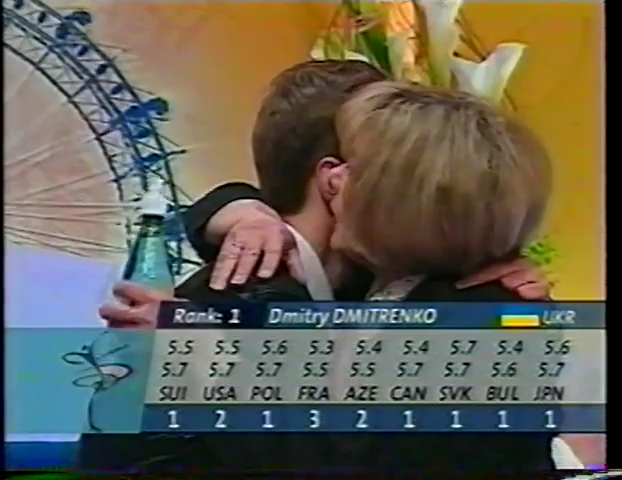 Rank: 1 Dmitry DMITRENKO UKR
5.5 5.5 5.6 5.3 5.4 5.4 5.7 5.4 5.6
5.7 5.7 5.7 5.5 5.5 5.7 5.7 5.6 5.7
SUI USA POL FRA AZE CAN SVK BUL JPN
1 2 1 3 2 1 1 1 1